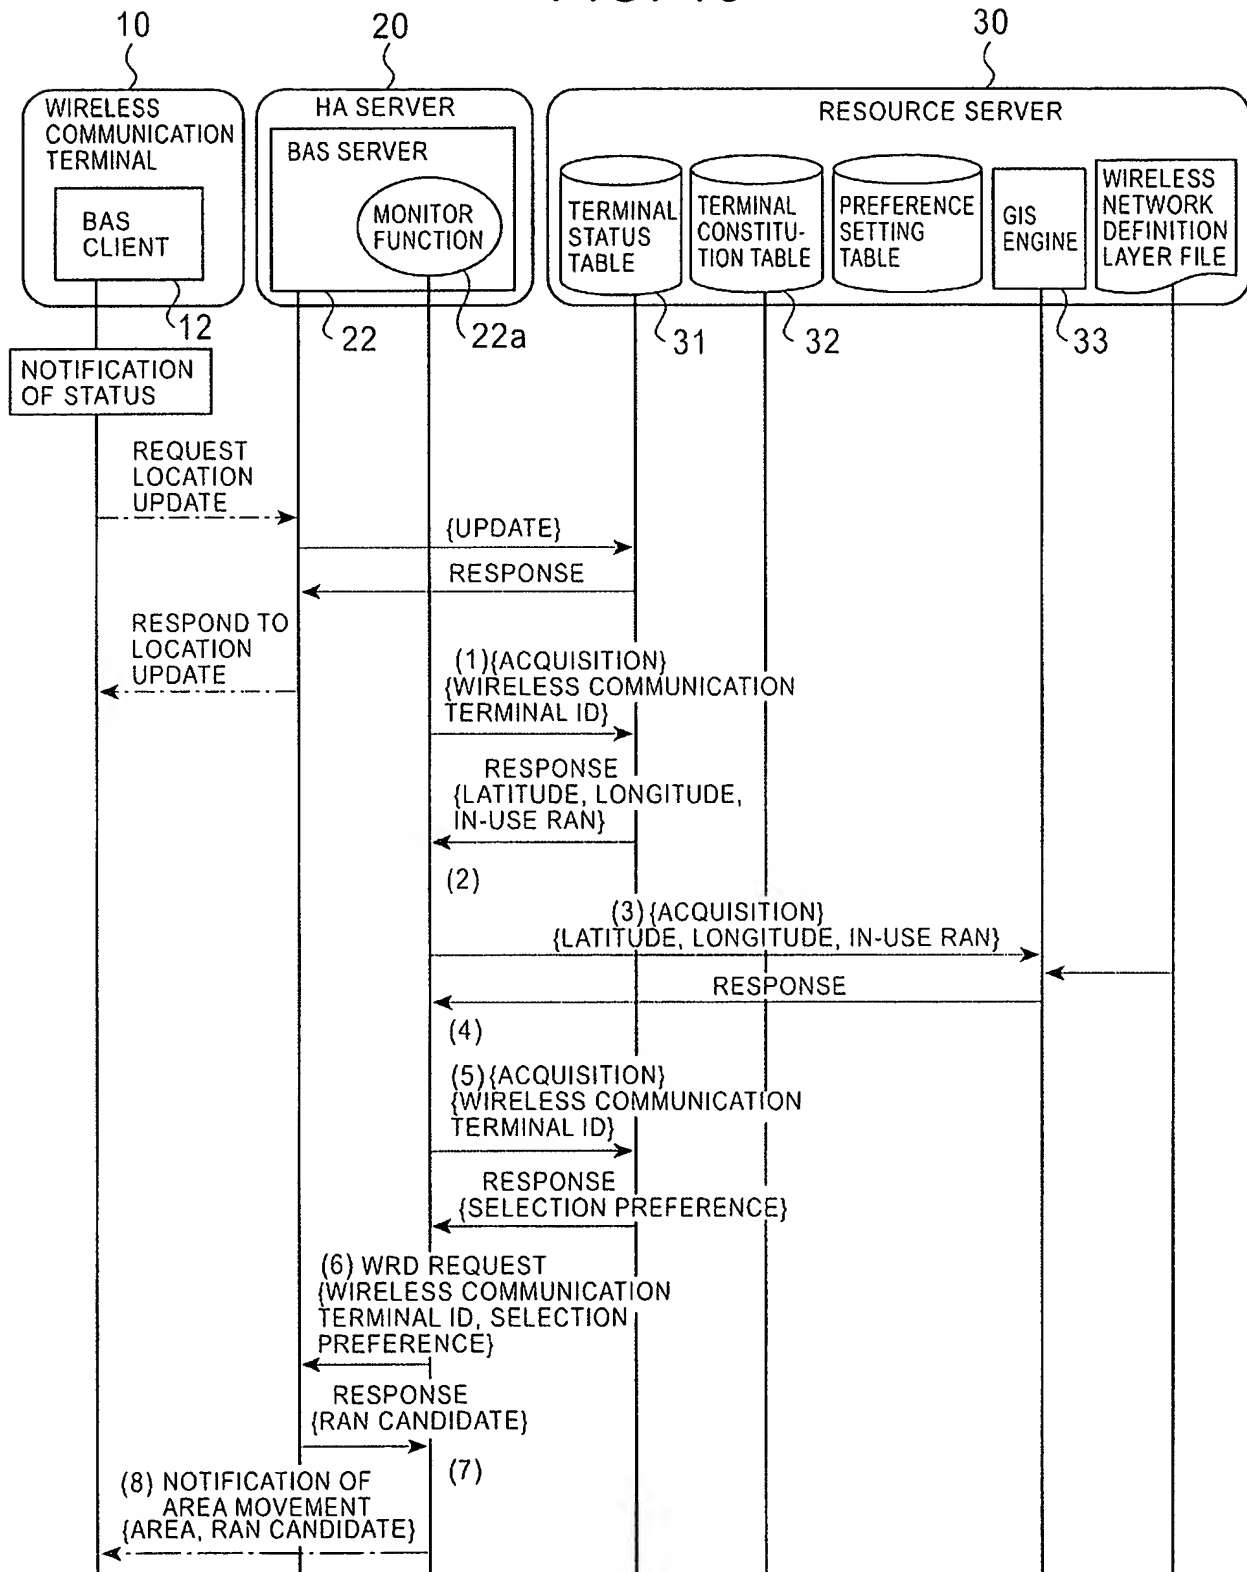 10
20
30
WIRELESS
COMMUNICATION
TERMINAL
BAS
CLIENT
12
HA SERVER
BAS SERVER
MONITOR
FUNCTION
22
22a
RESOURCE SERVER
TERMINAL
STATUS
TABLE
TERMINAL
CONSTITU-
TION TABLE
PREFERENCE
SETTING
TABLE
GIS
ENGINE
WIRELESS
NETWORK
DEFINITION
LAYER FILE
31
32
33
NOTIFICATION
OF STATUS
REQUEST
LOCATION
UPDATE
{UPDATE}
RESPONSE
RESPOND TO
LOCATION
UPDATE
(1){ACQUISITION}
{WIRELESS COMMUNICATION
TERMINAL ID}
RESPONSE
{LATITUDE, LONGITUDE,
IN-USE RAN}
(2)
(3){ACQUISITION}
{LATITUDE, LONGITUDE, IN-USE RAN}
RESPONSE
(4)
(5){ACQUISITION}
{WIRELESS COMMUNICATION
TERMINAL ID}
RESPONSE
{SELECTION PREFERENCE}
(6) WRD REQUEST
{WIRELESS COMMUNICATION
TERMINAL ID, SELECTION
PREFERENCE}
RESPONSE
{RAN CANDIDATE}
(7)
(8) NOTIFICATION OF
AREA MOVEMENT
{AREA, RAN CANDIDATE}